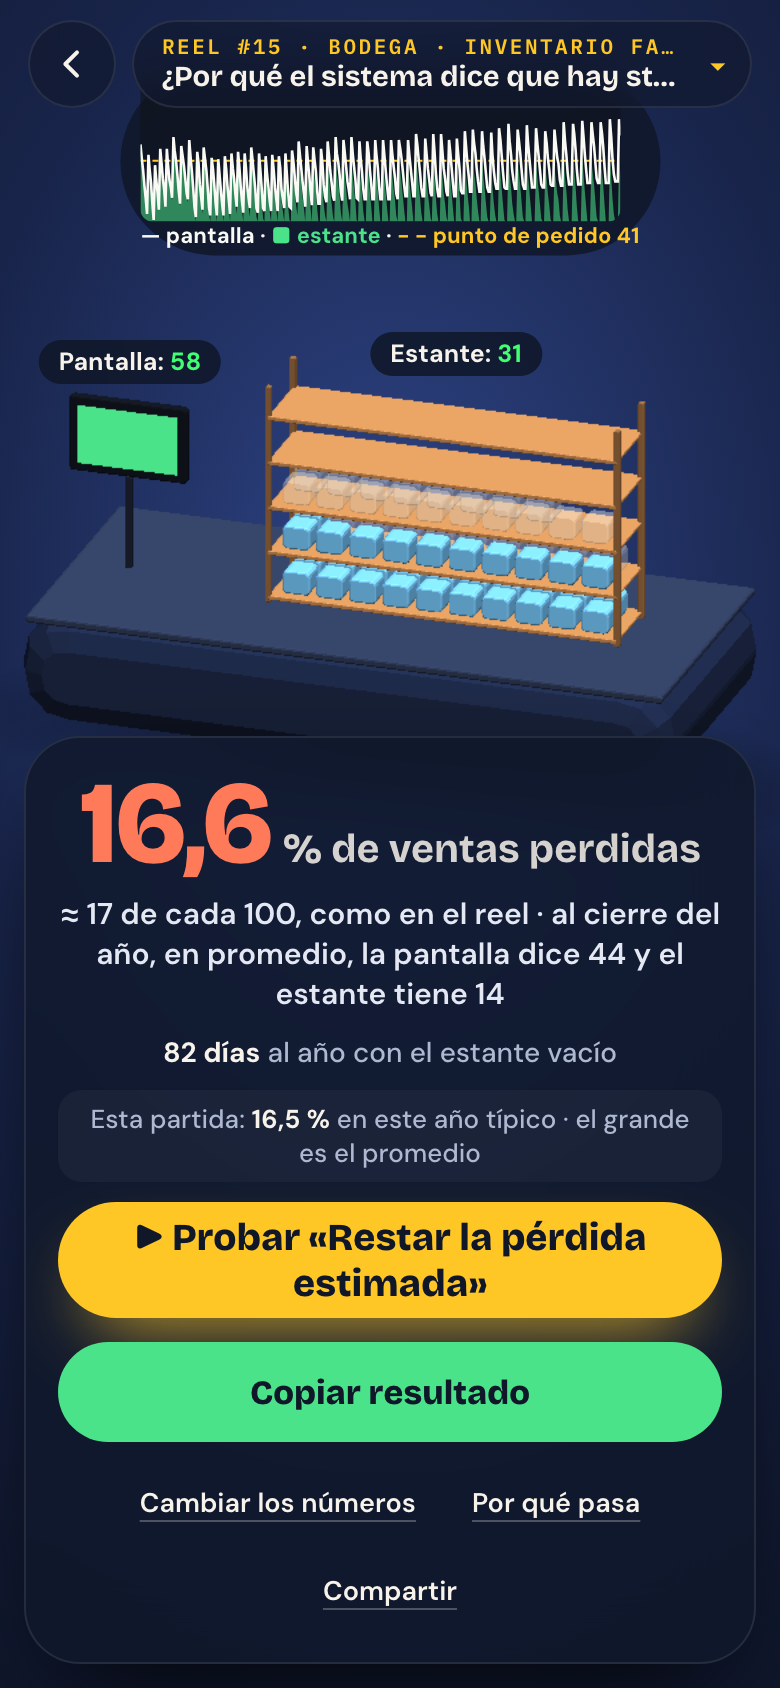 REEL #15 · BODEGA · INVENTARIO FA…
¿Por qué el sistema dice que hay st…
— pantalla · estante · – – punto de pedido 41
Pantalla: 58
Estante: 31
16,6 % de ventas perdidas
≈ 17 de cada 100, como en el reel · al cierre del
año, en promedio, la pantalla dice 44 y el
estante tiene 14
82 días al año con el estante vacío
Esta partida: 16,5 % en este año típico · el grande
es el promedio
Probar «Restar la pérdida
estimada»
Copiar resultado
Cambiar los números
Por qué pasa
Compartir